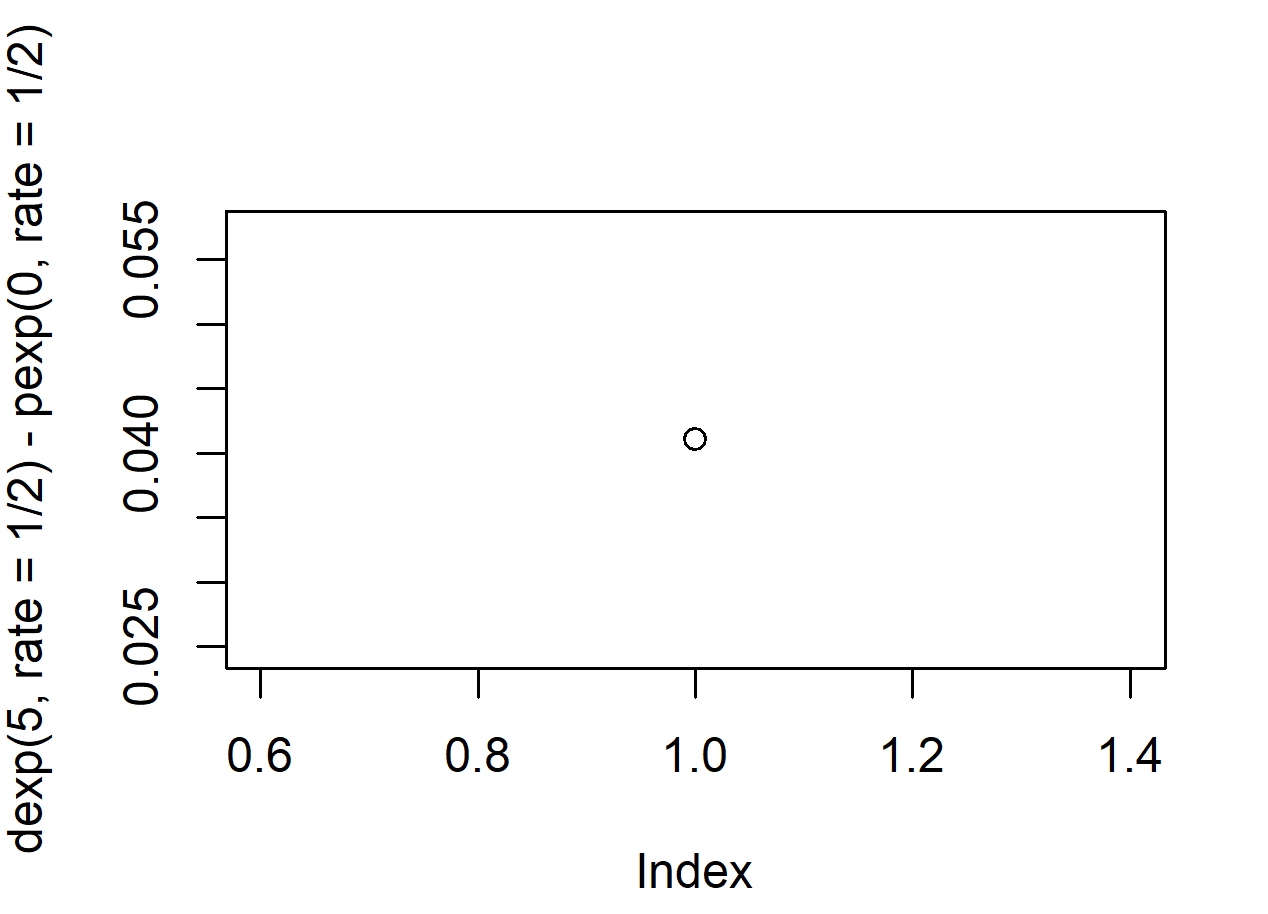 dexp(5, rate = 1/2) - pexp(0, rate = 1/2)
0.055
0.040
0.025
0.6 0.8 1.0 1.2 1.4
Index